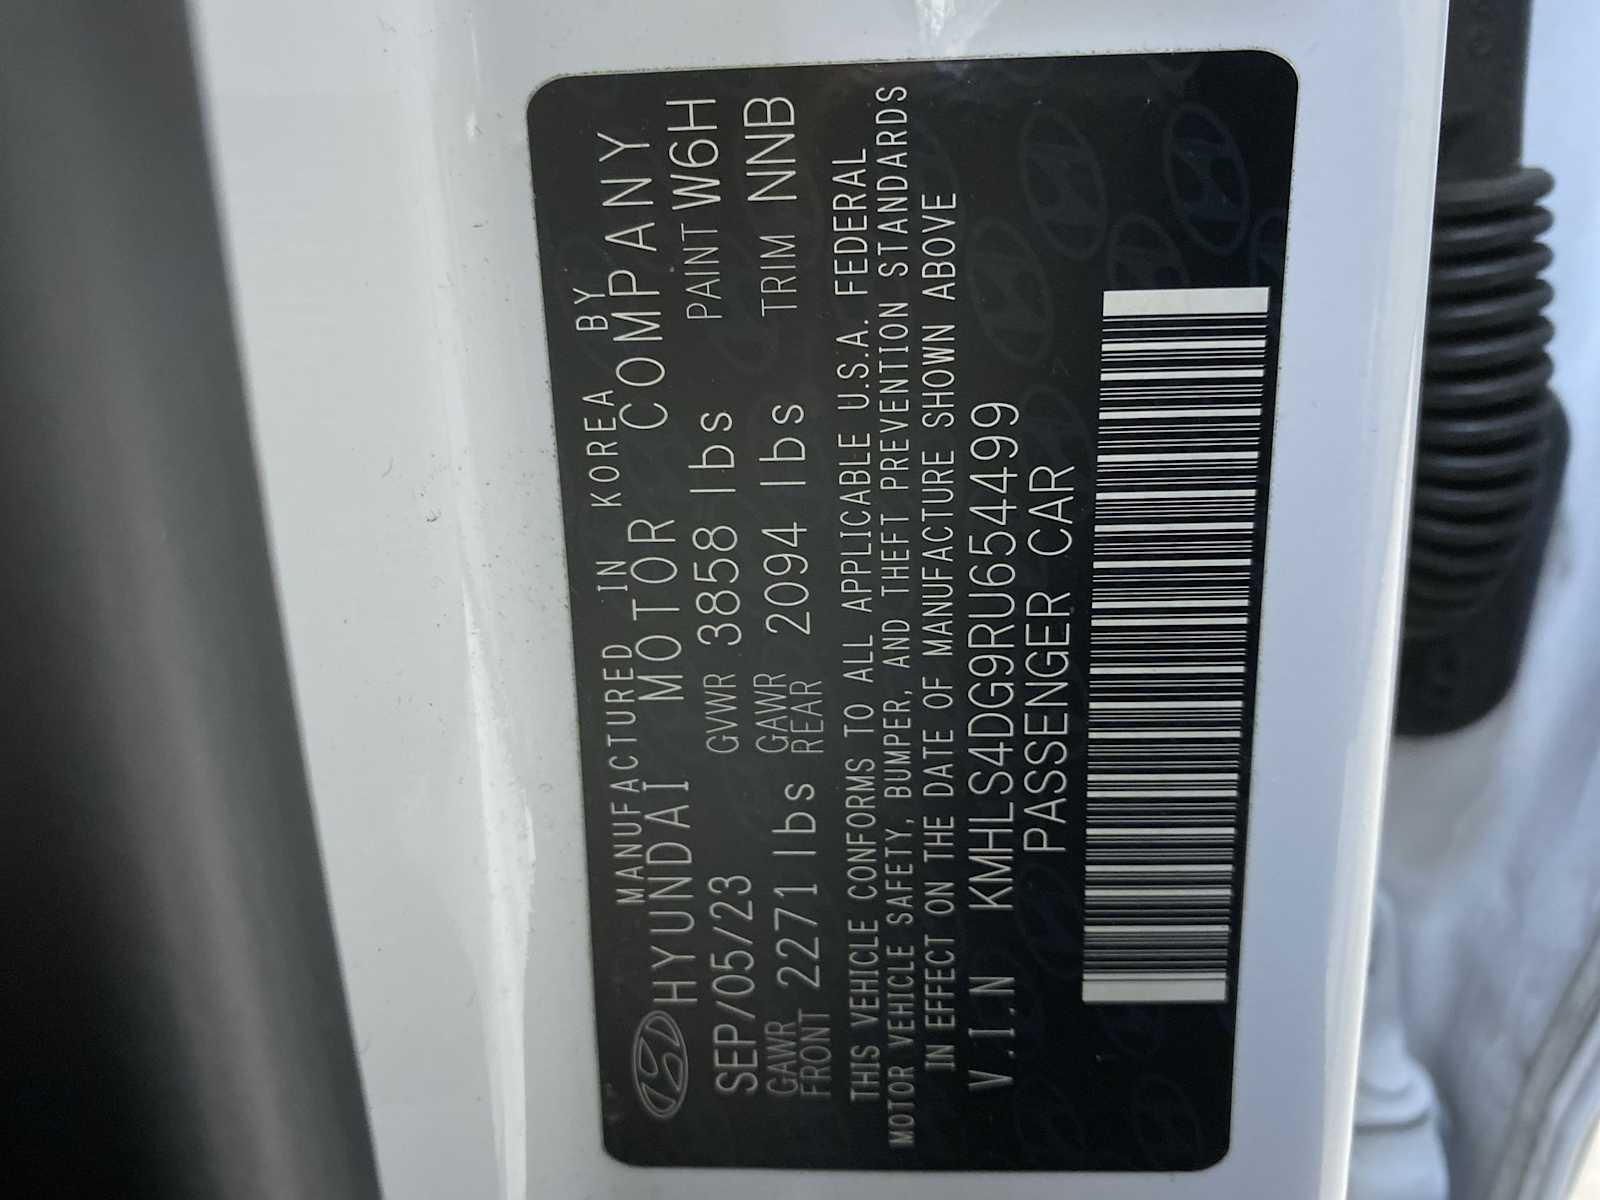 MANUFACTURED IN KOREA BY
HYUNDAI MOTOR COMPANY
SEP/05/23 GVWR 3858 lbs PAINT W6H
GAWR FRONT 2271 lbs GAWR REAR 2094 lbs TRIM NNB
THIS VEHICLE CONFORMS TO ALL APPLICABLE U.S.A. FEDERAL
MOTOR VEHICLE SAFETY, BUMPER, AND THEFT PREVENTION STANDARDS
IN EFFECT ON THE DATE OF MANUFACTURE SHOWN ABOVE
V.I.N KMHLS4DG9RU654499
PASSENGER CAR